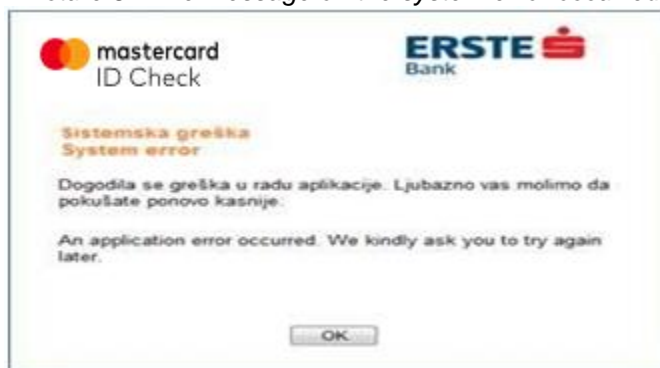 mastercard
ID Check
ERSTE
Bank
Sistemska greška
System error
Dogodila se greška u radu aplikacije. Ljubazno vas molimo da
pokušate ponovo kasnije.
An application error occurred. We kindly ask you to try again
later.
OK